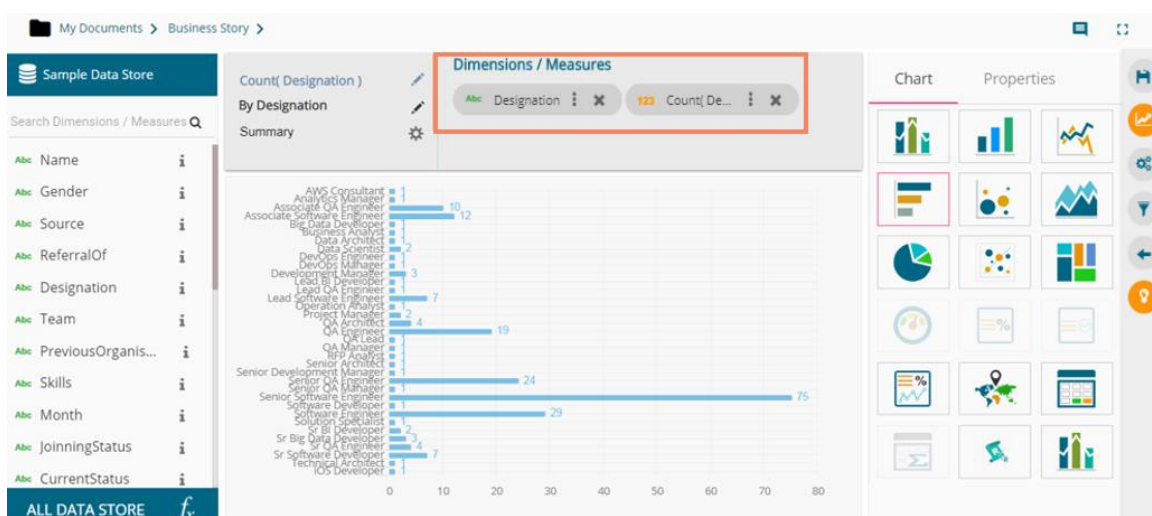 My Documents > Business Story >
Sample Data Store
Search Dimensions / Measures
Abc Name
Abc Gender
Abc Source
Abc ReferralOf
Abc Designation
Abc Team
Abc PreviousOrganis...
Abc Skills
Abc Month
Abc JoinningStatus
Abc CurrentStatus
ALL DATA STORE fx
Count( Designation )
By Designation
Summary
Dimensions / Measures
Abc Designation
123 Count( De...
AWS Consultant 1
Analytics Manager 1
Associate QA Engineer 10
Associate Software Engineer 12
Big Data Developer 1
Business Analyst 1
Data Architect 1
Data Scientist 2
DevOps Engineer 1
DevOps Manager 1
Development Manager 3
Lead BI Developer 1
Lead QA Engineer 1
Lead Software Engineer 7
Operation Analyst 1
Project Manager 2
QA Architect 4
QA Engineer 19
QA Lead 1
QA Manager 1
RFP Analyst 1
Senior Architect 1
Senior Development Manager 1
Senior QA Engineer 24
Senior QA Manager 1
Senior Software Engineer 75
Software Developer 1
Software Engineer 29
Solution Specialist 1
Sr BI Developer 2
Sr Big Data Developer 3
Sr QA Engineer 4
Sr Software Developer 7
Technical Architect 1
iOS Developer 1
0 10 20 30 40 50 60 70 80
Chart Properties